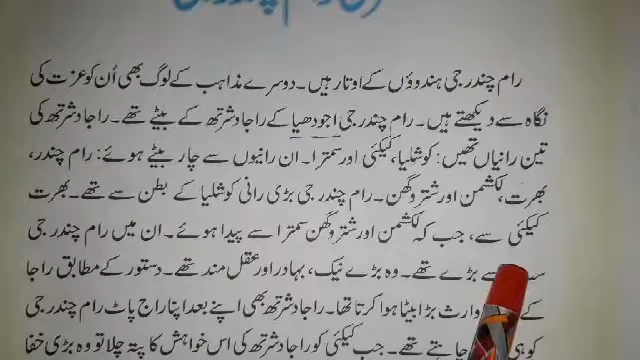 رام چندر جی
رام چندر جی ہندوؤں کے اوتار ہیں۔ دوسرے مذاہب کے لوگ بھی اُن کو عزت کی
نگاہ سے دیکھتے ہیں۔ رام چندر جی اجودھیا کے راجا دشرتھ کے بیٹے تھے۔ راجا دشرتھ کی
تین رانیاں تھیں: کوشلیا، کیکئی اور سمترا۔ ان رانیوں سے چار بیٹے ہوئے: رام چندر،
بھرت، لکشمن اور شتروگھن۔ رام چندر جی بڑی رانی کوشلیا کے بطن سے تھے۔ بھرت
کیکئی سے، جب کہ لکشمن اور شتروگھن سمترا سے پیدا ہوئے۔ ان میں رام چندر جی
سے بڑے تھے۔ وہ بڑے نیک، بہادر اور عقل مند تھے۔ دستور کے مطابق راجا
کے وارث بڑا بیٹا ہوا کرتا تھا۔ راجا دشرتھ بھی اپنے بعد اپنا راج پاٹ رام چندر جی
کو ہی چاہتے تھے۔ جب کیکئی کو راجا دشرتھ کی اس خواہش کا پتہ چلا تو وہ بڑی خفا